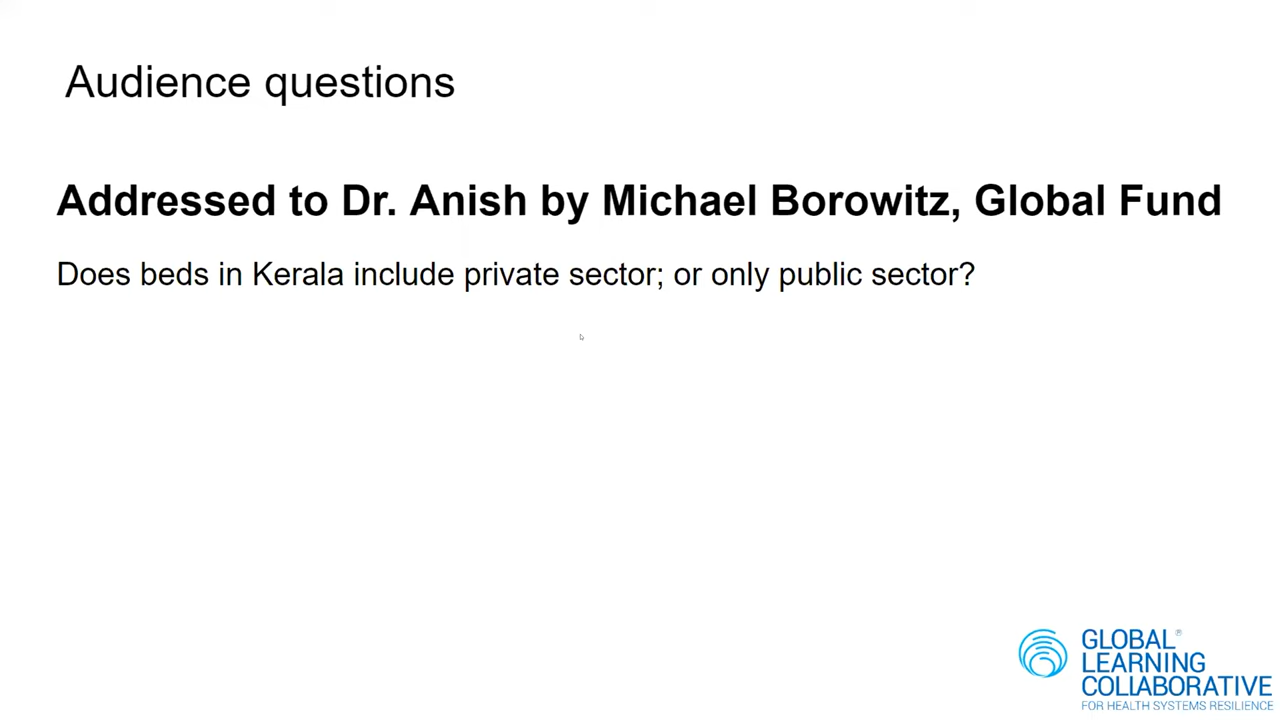 Audience questions
Addressed to Dr. Anish by Michael Borowitz, Global Fund
Does beds in Kerala include private sector; or only public sector?
GLOBAL®
LEARNING
COLLABORATIVE
FOR HEALTH SYSTEMS RESILIENCE